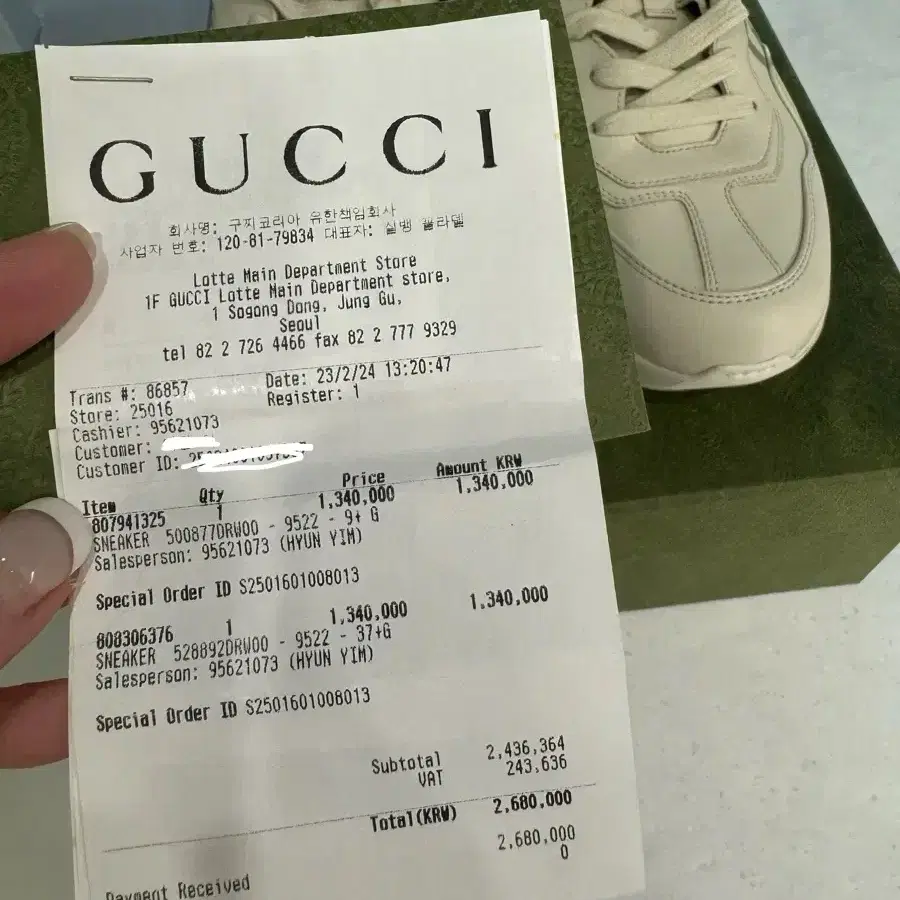 GUCCI
회사명: 구찌코리아 유한책임회사
사업자 번호: 120-81-79834 대표자:
Lotte Main Department Store
1F GUCCI Lotte Main Department store,
1 Sogong Dong, Jung Gu,
Seoul
tel 82 2 726 4466 fax 82 2 777 9329
Trans #: 86857 Date: 23/2/24 13:20:47
Store: 25016 Register: 1
Cashier: 95621073
Customer:
Customer ID:
Item Qty Price Amount KRW
807941325 1 1,340,000 1,340,000
SNEAKER 500877DRW00 - 9522 - 9+ G
Salesperson: 95621073 (HYUN YIM)
Special Order ID S2501601008013
808306376 1 1,340,000 1,340,000
SNEAKER 528892DRW00 - 9522 - 37+G
Salesperson: 95621073 (HYUN YIM)
Special Order ID S2501601008013
Subtotal 2,436,364
VAT 243,636
Total(KRW) 2,680,000
2,680,000
0
Payment Received